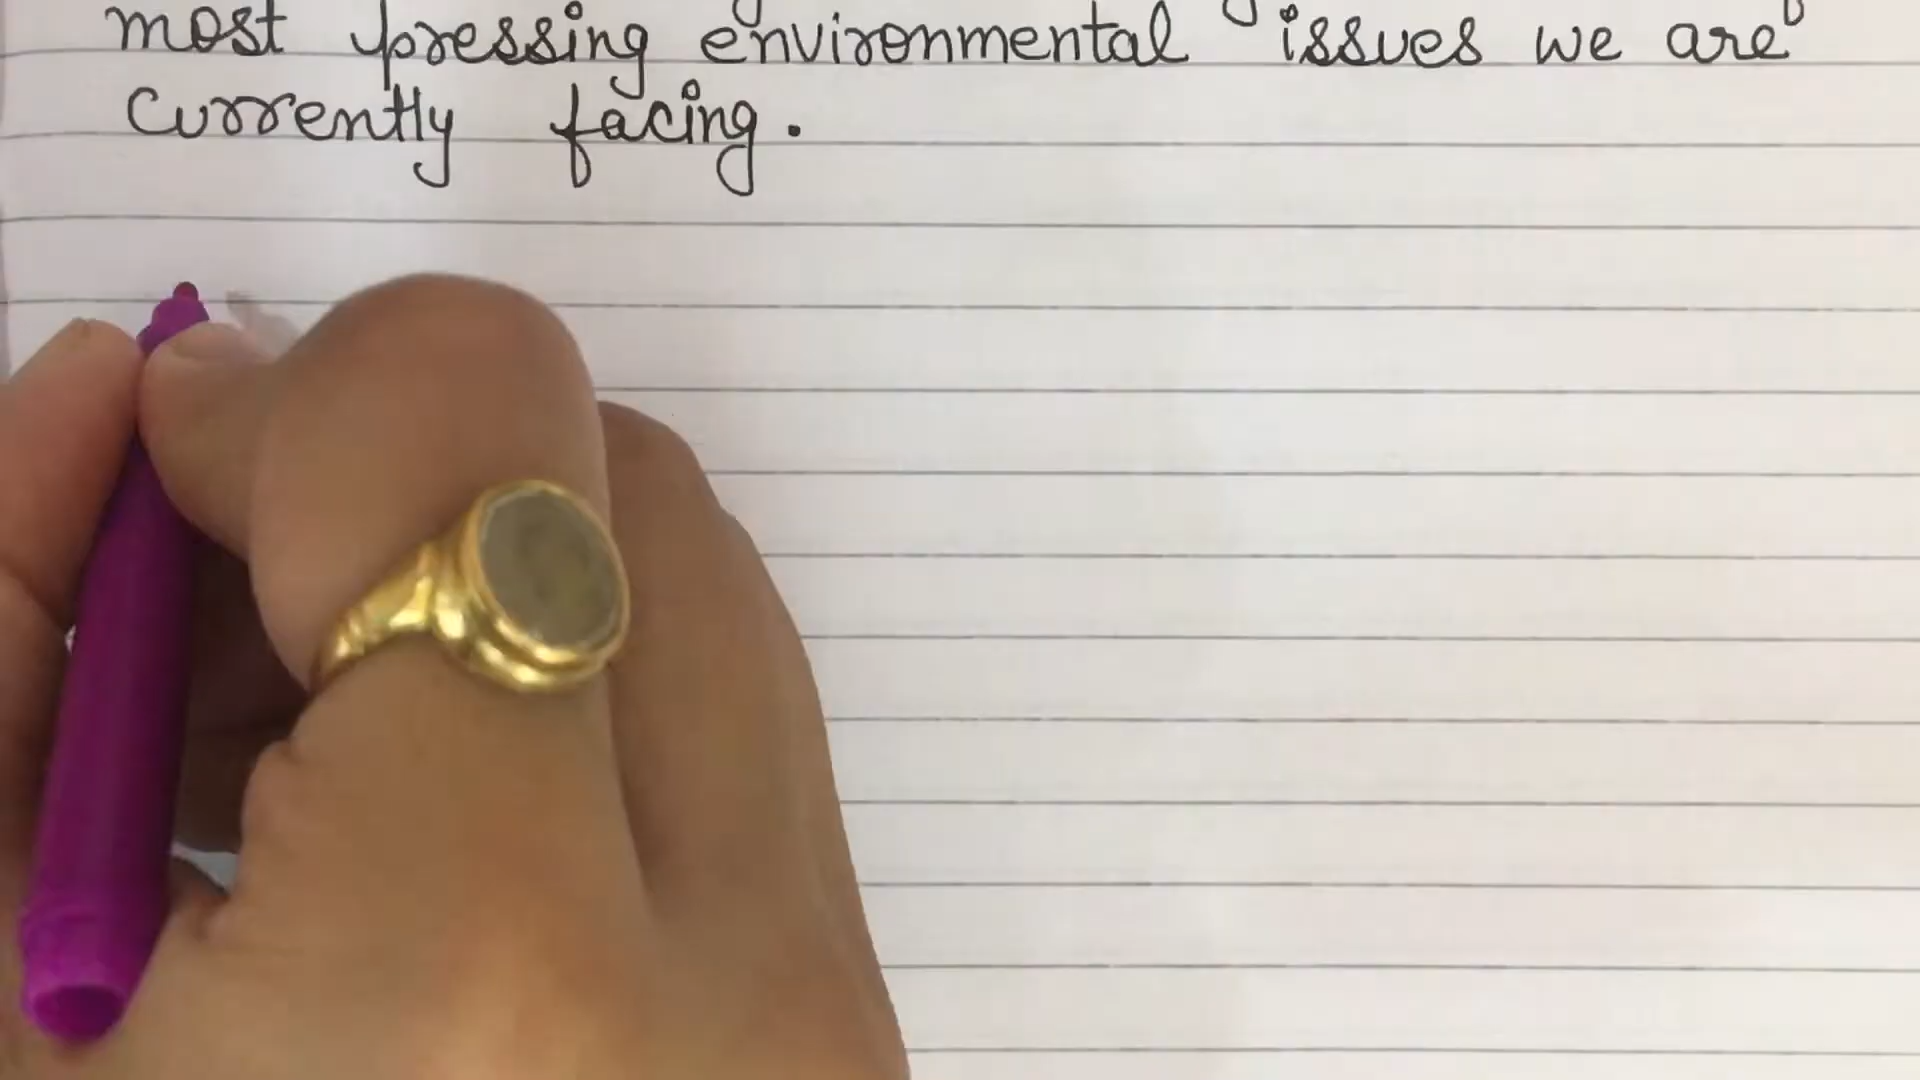 most pressing environmental issues we are
currently facing.